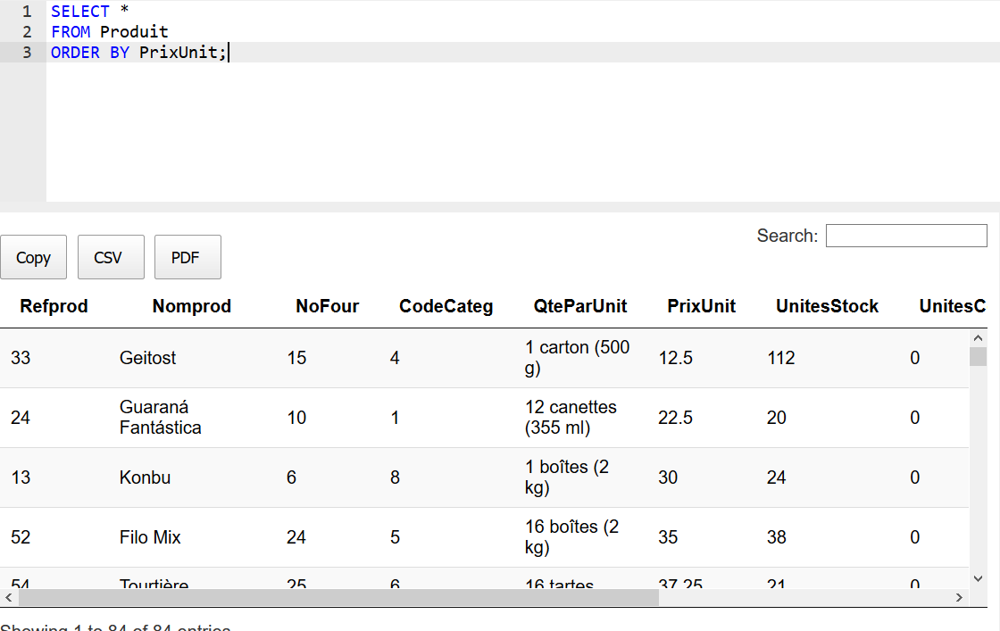 1 SELECT *
2 FROM Produit
3 ORDER BY PrixUnit;
Search:
Copy CSV PDF
Refprod Nomprod NoFour CodeCateg QteParUnit PrixUnit UnitesStock UnitesC
33 Geitost 15 4 1 carton (500 g) 12.5 112 0
24 Guaraná Fantástica 10 1 12 canettes (355 ml) 22.5 20 0
13 Konbu 6 8 1 boîtes (2 kg) 30 24 0
52 Filo Mix 24 5 16 boîtes (2 kg) 35 38 0
54 Tourtière 25 6 16 tartes 37.25 21 0
Showing 1 to 84 of 84 entries